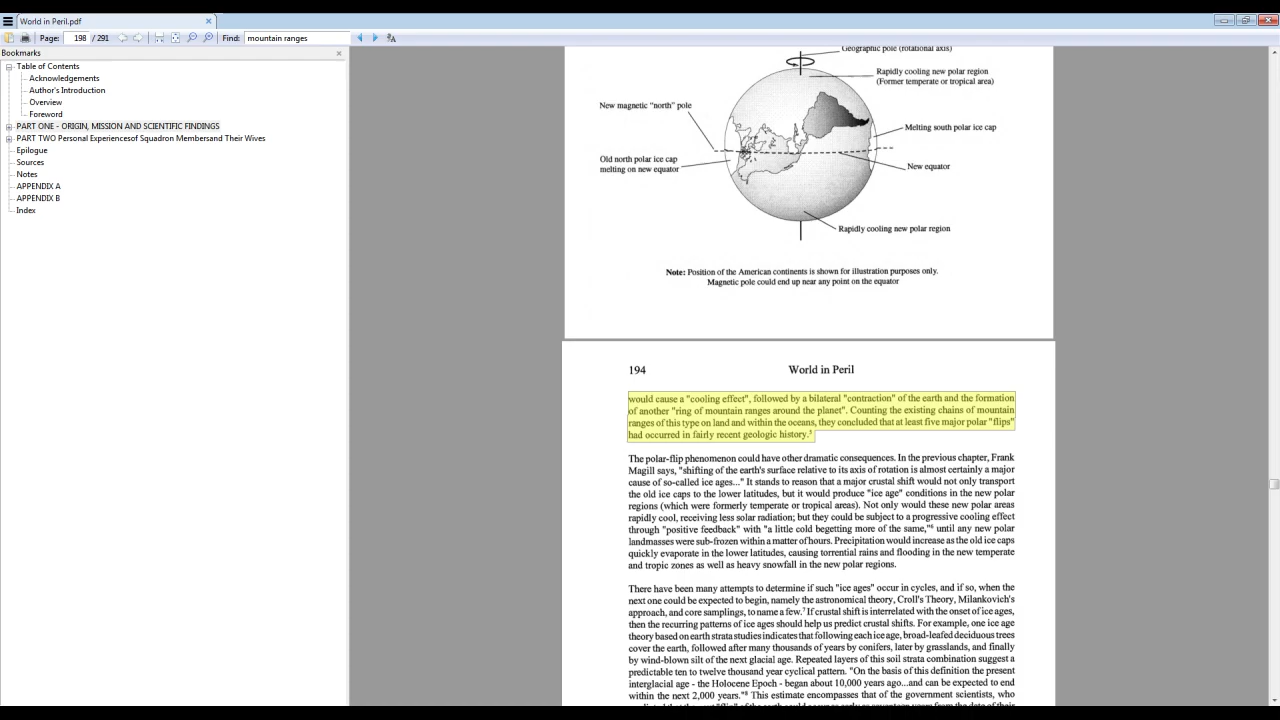 World in Peril.pdf
Page: 198 / 291 Find: mountain ranges
Bookmarks
Table of Contents
Acknowledgements
Author's Introduction
Overview
Foreword
PART ONE - ORIGIN, MISSION AND SCIENTIFIC FINDINGS
PART TWO Personal Experiencesof Squadron Membersand Their Wives
Epilogue
Sources
Notes
APPENDIX A
APPENDIX B
Index
Geographic pole (rotational axis)
Rapidly cooling new polar region
(Former temperate or tropical area)
New magnetic "north" pole
Melting south polar ice cap
Old north polar ice cap
melting on new equator
New equator
Rapidly cooling new polar region
Note: Position of the American continents is shown for illustration purposes only.
Magnetic pole could end up near any point on the equator
194 World in Peril
would cause a "cooling effect", followed by a bilateral "contraction" of the earth and the formation
of another "ring of mountain ranges around the planet". Counting the existing chains of mountain
ranges of this type on land and within the oceans, they concluded that at least five major polar "flips"
had occurred in fairly recent geologic history.⁵
The polar-flip phenomenon could have other dramatic consequences. In the previous chapter, Frank
Magill says, "shifting of the earth's surface relative to its axis of rotation is almost certainly a major
cause of so-called ice ages..." It stands to reason that a major crustal shift would not only transport
the old ice caps to the lower latitudes, but it would produce "ice age" conditions in the new polar
regions (which were formerly temperate or tropical areas). Not only would these new polar areas
rapidly cool, receiving less solar radiation; but they could be subject to a progressive cooling effect
through "positive feedback" with "a little cold begetting more of the same,"⁶ until any new polar
landmasses were sub-frozen within a matter of hours. Precipitation would increase as the old ice caps
quickly evaporate in the lower latitudes, causing torrential rains and flooding in the new temperate
and tropic zones as well as heavy snowfall in the new polar regions.
There have been many attempts to determine if such "ice ages" occur in cycles, and if so, when the
next one could be expected to begin, namely the astronomical theory, Croll's Theory, Milankovich's
approach, and core samplings, to name a few.⁷ If crustal shift is interrelated with the onset of ice ages,
then the recurring patterns of ice ages should help us predict crustal shifts. For example, one ice age
theory based on earth strata studies indicates that following each ice age, broad-leafed deciduous trees
cover the earth, followed after many thousands of years by conifers, later by grasslands, and finally
by wind-blown silt of the next glacial age. Repeated layers of this soil strata combination suggest a
predictable ten to twelve thousand year cyclical pattern. "On the basis of this definition the present
interglacial age - the Holocene Epoch - began about 10,000 years ago...and can be expected to end
within the next 2,000 years."⁸ This estimate encompasses that of the government scientists, who